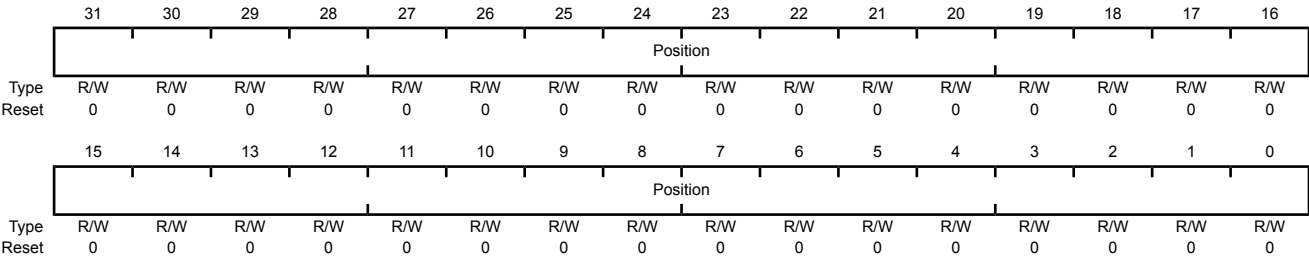 31 30 29 28 27 26 25 24 23 22 21 20 19 18 17 16
Position
Type R/W R/W R/W R/W R/W R/W R/W R/W R/W R/W R/W R/W R/W R/W R/W R/W
Reset 0 0 0 0 0 0 0 0 0 0 0 0 0 0 0 0
15 14 13 12 11 10 9 8 7 6 5 4 3 2 1 0
Position
Type R/W R/W R/W R/W R/W R/W R/W R/W R/W R/W R/W R/W R/W R/W R/W R/W
Reset 0 0 0 0 0 0 0 0 0 0 0 0 0 0 0 0